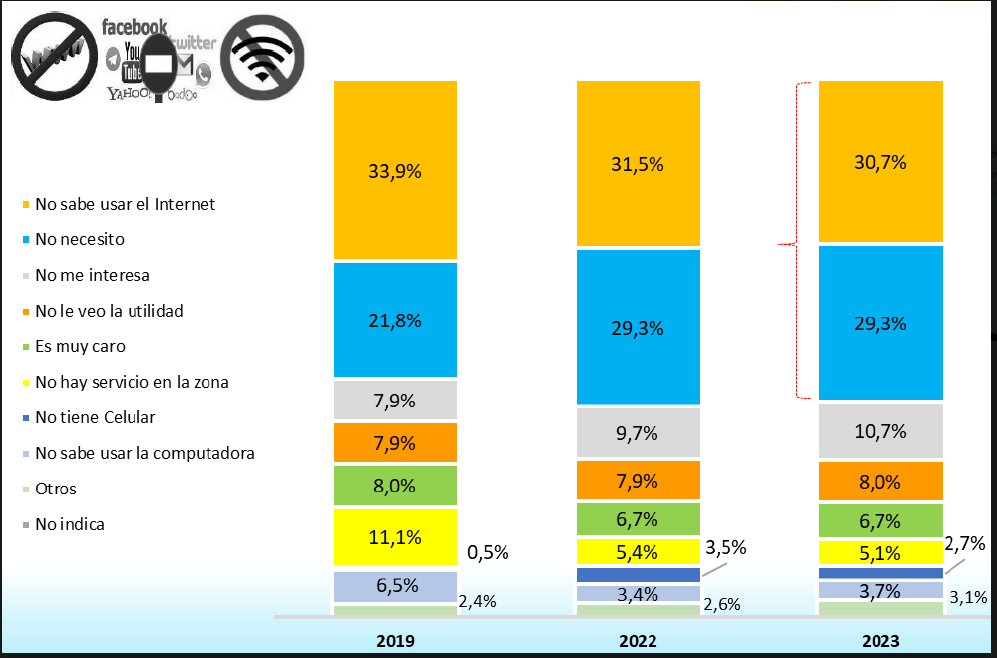 facebook
You
Tube
twitter
YAHOO!
badoo
33,9%
31,5%
30,7%
No sabe usar el Internet
No necesito
No me interesa
No le veo la utilidad
Es muy caro
No hay servicio en la zona
No tiene Celular
No sabe usar la computadora
Otros
No indica
21,8%
29,3%
29,3%
7,9%
9,7%
10,7%
7,9%
7,9%
8,0%
8,0%
6,7%
6,7%
11,1%
0,5%
5,4%
3,5%
5,1%
2,7%
6,5%
2,4%
3,4%
2,6%
3,7%
3,1%
2019
2022
2023